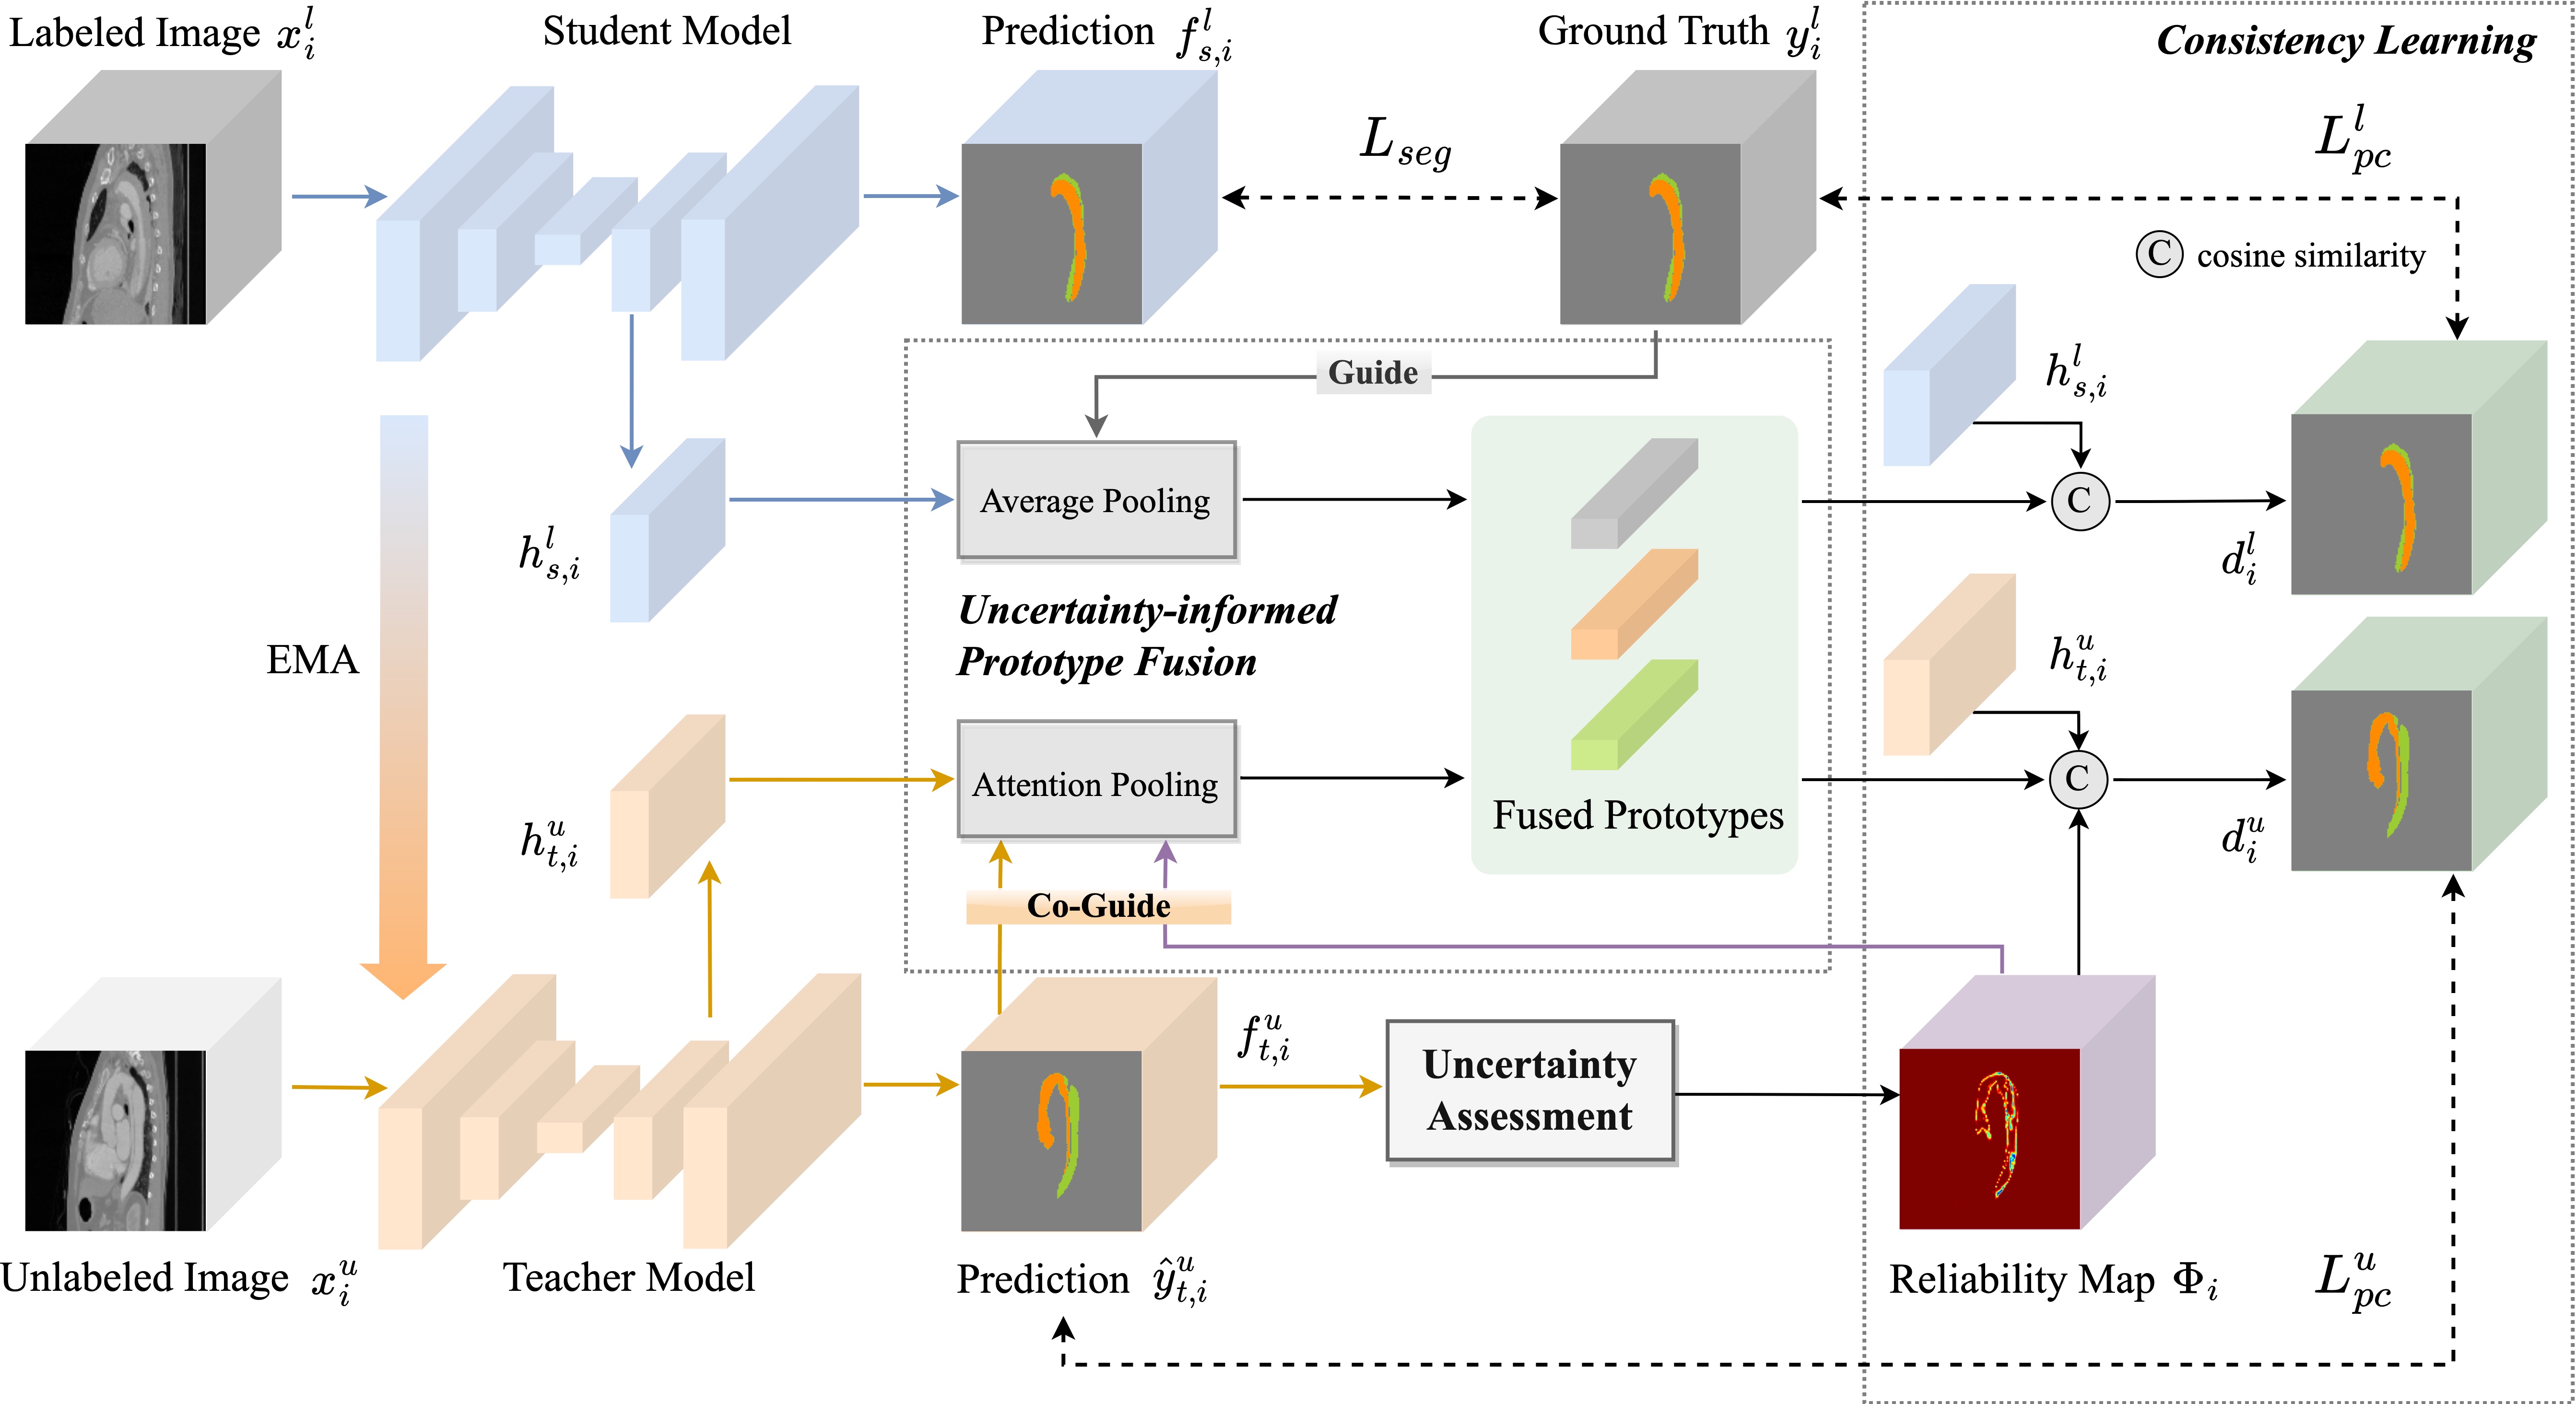 Labeled Image $x_i^l$
Student Model
Prediction $f_{s,i}^l$
Ground Truth $y_i^l$
Consistency Learning
$L_{seg}$
$L_{pc}^l$
C cosine similarity
Guide
$h_{s,i}^l$
Average Pooling
C
$h_{s,i}^l$
$d_i^l$
Uncertainty-informed
Prototype Fusion
EMA
$h_{t,i}^u$
Attention Pooling
C
Fused Prototypes
$h_{t,i}^u$
$d_i^u$
Co-Guide
$f_{t,i}^u$
Uncertainty
Assessment
Unlabeled Image $x_i^u$
Teacher Model
Prediction $\hat{y}_{t,i}^u$
Reliability Map $\Phi_i$
$L_{pc}^u$